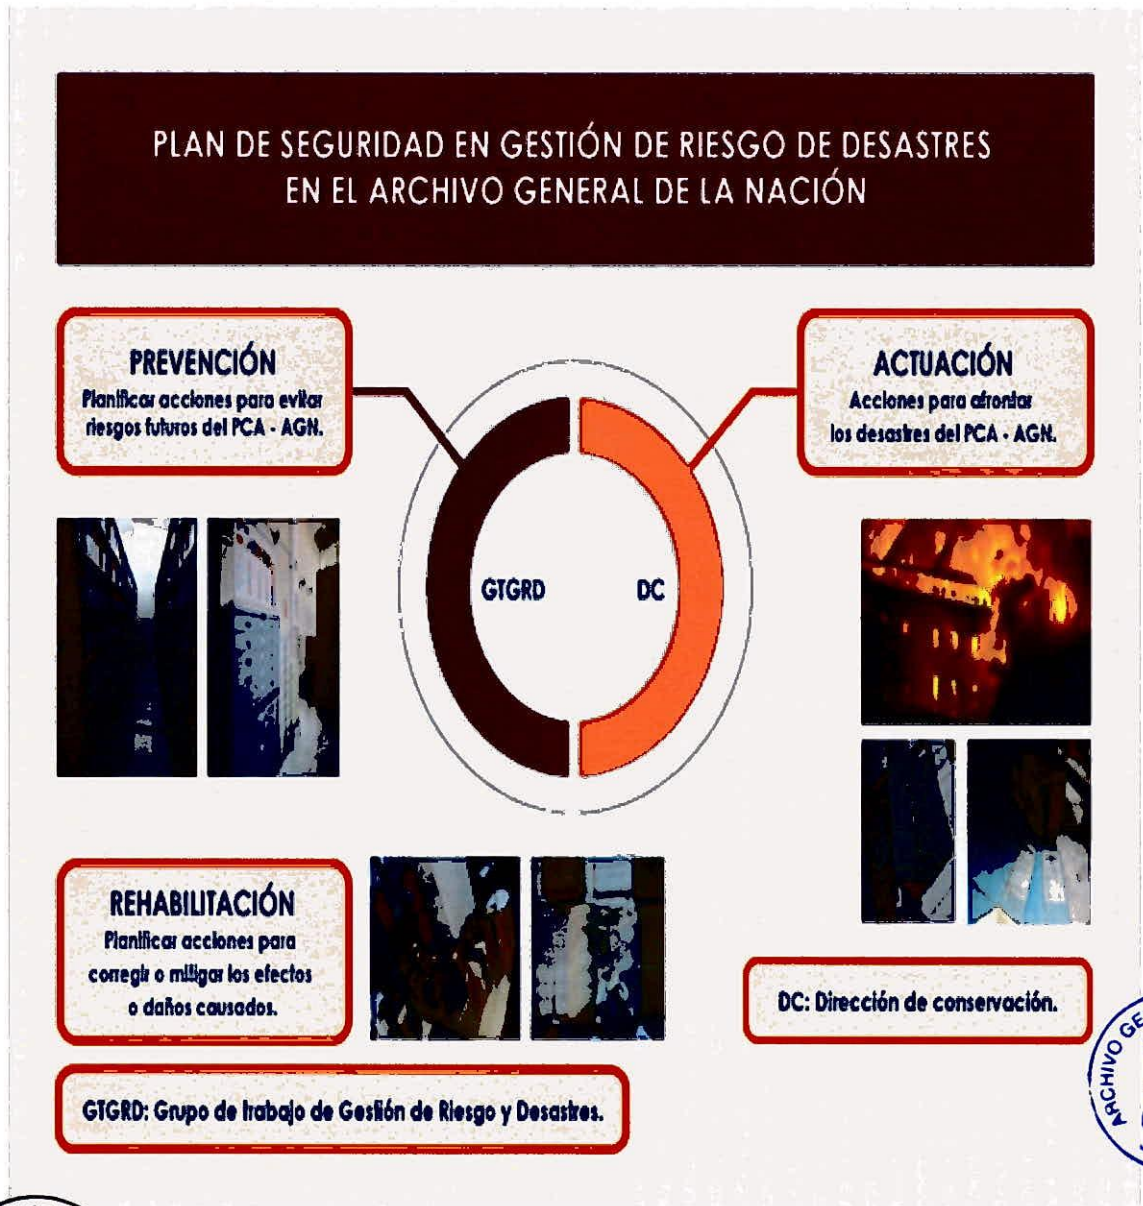 PLAN DE SEGURIDAD EN GESTIÓN DE RIESGO DE DESASTRES
EN EL ARCHIVO GENERAL DE LA NACIÓN
PREVENCIÓN
Planificar acciones para evitar
riesgos futuros del PCA - AGN.
ACTUACIÓN
Acciones para afrontar
los desastres del PCA - AGN.
GTGRD
DC
REHABILITACIÓN
Planificar acciones para
corregir o mitigar los efectos
o daños causados.
DC: Dirección de conservación.
GTGRD: Grupo de trabajo de Gestión de Riesgo y Desastres.
ARCHIVO GE